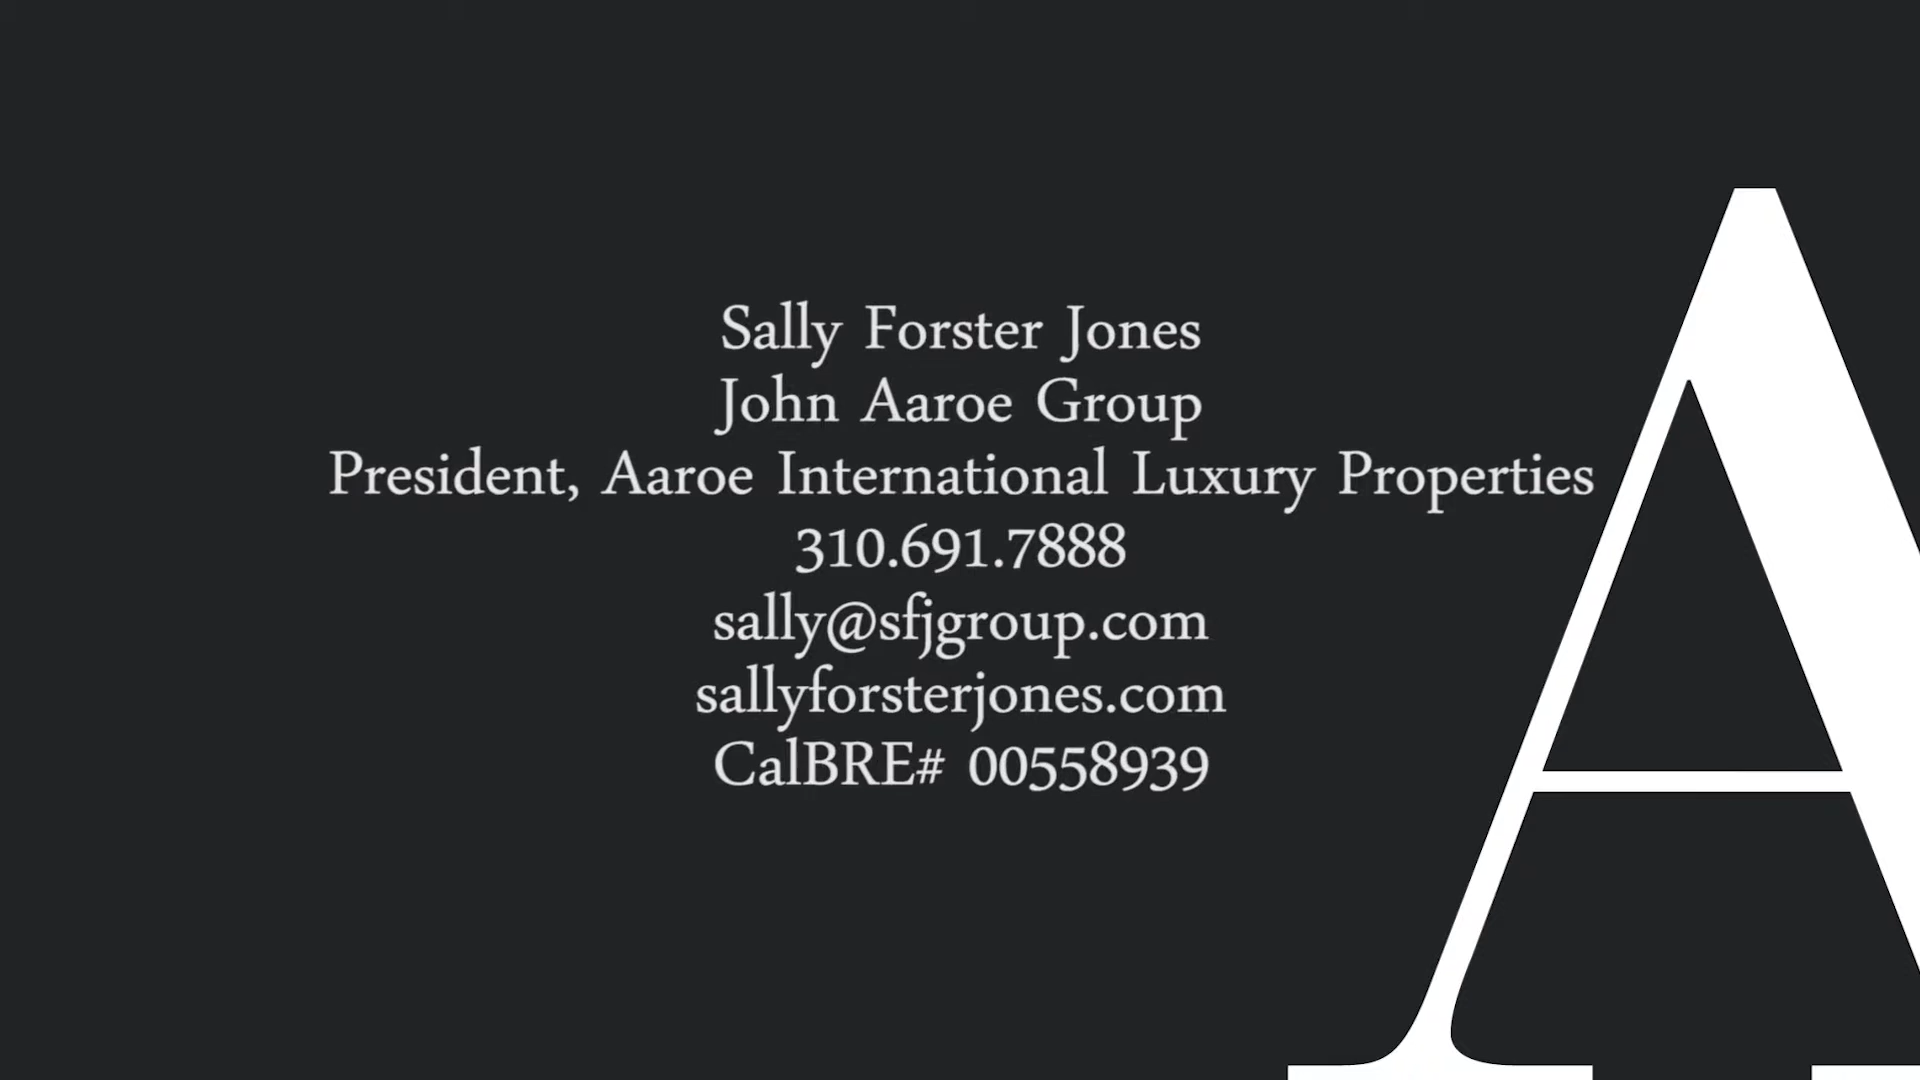 Sally Forster Jones
John Aaroe Group
President, Aaroe International Luxury Properties
310.691.7888
sally@sfjgroup.com
sallyforsterjones.com
CalBRE# 00558939
A